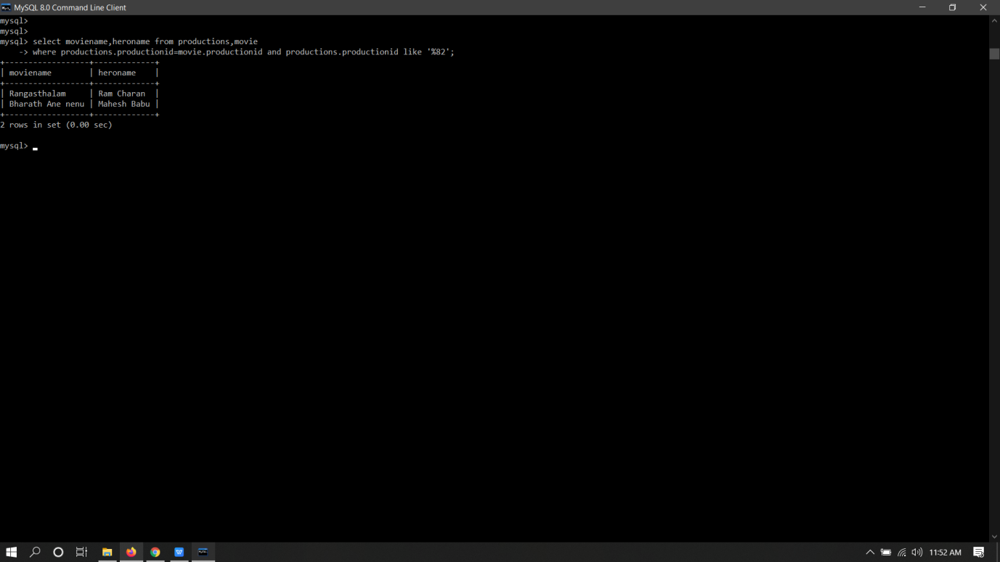 MySQL 8.0 Command Line Client
mysql>
mysql>
mysql> select moviename,heroname from productions,movie
    -> where productions.productionid=movie.productionid and productions.productionid like '%82';
+------------------+-------------+
| moviename        | heroname    |
+------------------+-------------+
| Rangasthalam     | Ram Charan  |
| Bharath Ane nenu | Mahesh Babu |
+------------------+-------------+
2 rows in set (0.00 sec)
mysql>
11:52 AM